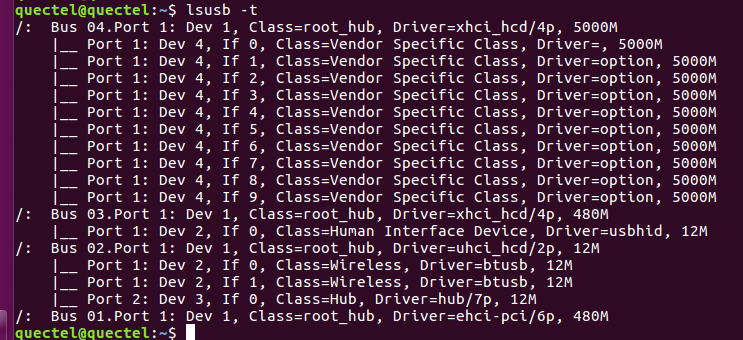 quectel@quectel:~$ lsusb -t
/:  Bus 04.Port 1: Dev 1, Class=root_hub, Driver=xhci_hcd/4p, 5000M
    |__ Port 1: Dev 4, If 0, Class=Vendor Specific Class, Driver=, 5000M
    |__ Port 1: Dev 4, If 1, Class=Vendor Specific Class, Driver=option, 5000M
    |__ Port 1: Dev 4, If 2, Class=Vendor Specific Class, Driver=option, 5000M
    |__ Port 1: Dev 4, If 3, Class=Vendor Specific Class, Driver=option, 5000M
    |__ Port 1: Dev 4, If 4, Class=Vendor Specific Class, Driver=option, 5000M
    |__ Port 1: Dev 4, If 5, Class=Vendor Specific Class, Driver=option, 5000M
    |__ Port 1: Dev 4, If 6, Class=Vendor Specific Class, Driver=option, 5000M
    |__ Port 1: Dev 4, If 7, Class=Vendor Specific Class, Driver=option, 5000M
    |__ Port 1: Dev 4, If 8, Class=Vendor Specific Class, Driver=option, 5000M
    |__ Port 1: Dev 4, If 9, Class=Vendor Specific Class, Driver=option, 5000M
/:  Bus 03.Port 1: Dev 1, Class=root_hub, Driver=xhci_hcd/4p, 480M
    |__ Port 1: Dev 2, If 0, Class=Human Interface Device, Driver=usbhid, 12M
/:  Bus 02.Port 1: Dev 1, Class=root_hub, Driver=uhci_hcd/2p, 12M
    |__ Port 1: Dev 2, If 0, Class=Wireless, Driver=btusb, 12M
    |__ Port 1: Dev 2, If 1, Class=Wireless, Driver=btusb, 12M
    |__ Port 2: Dev 3, If 0, Class=Hub, Driver=hub/7p, 12M
/:  Bus 01.Port 1: Dev 1, Class=root_hub, Driver=ehci-pci/6p, 480M
quectel@quectel:~$